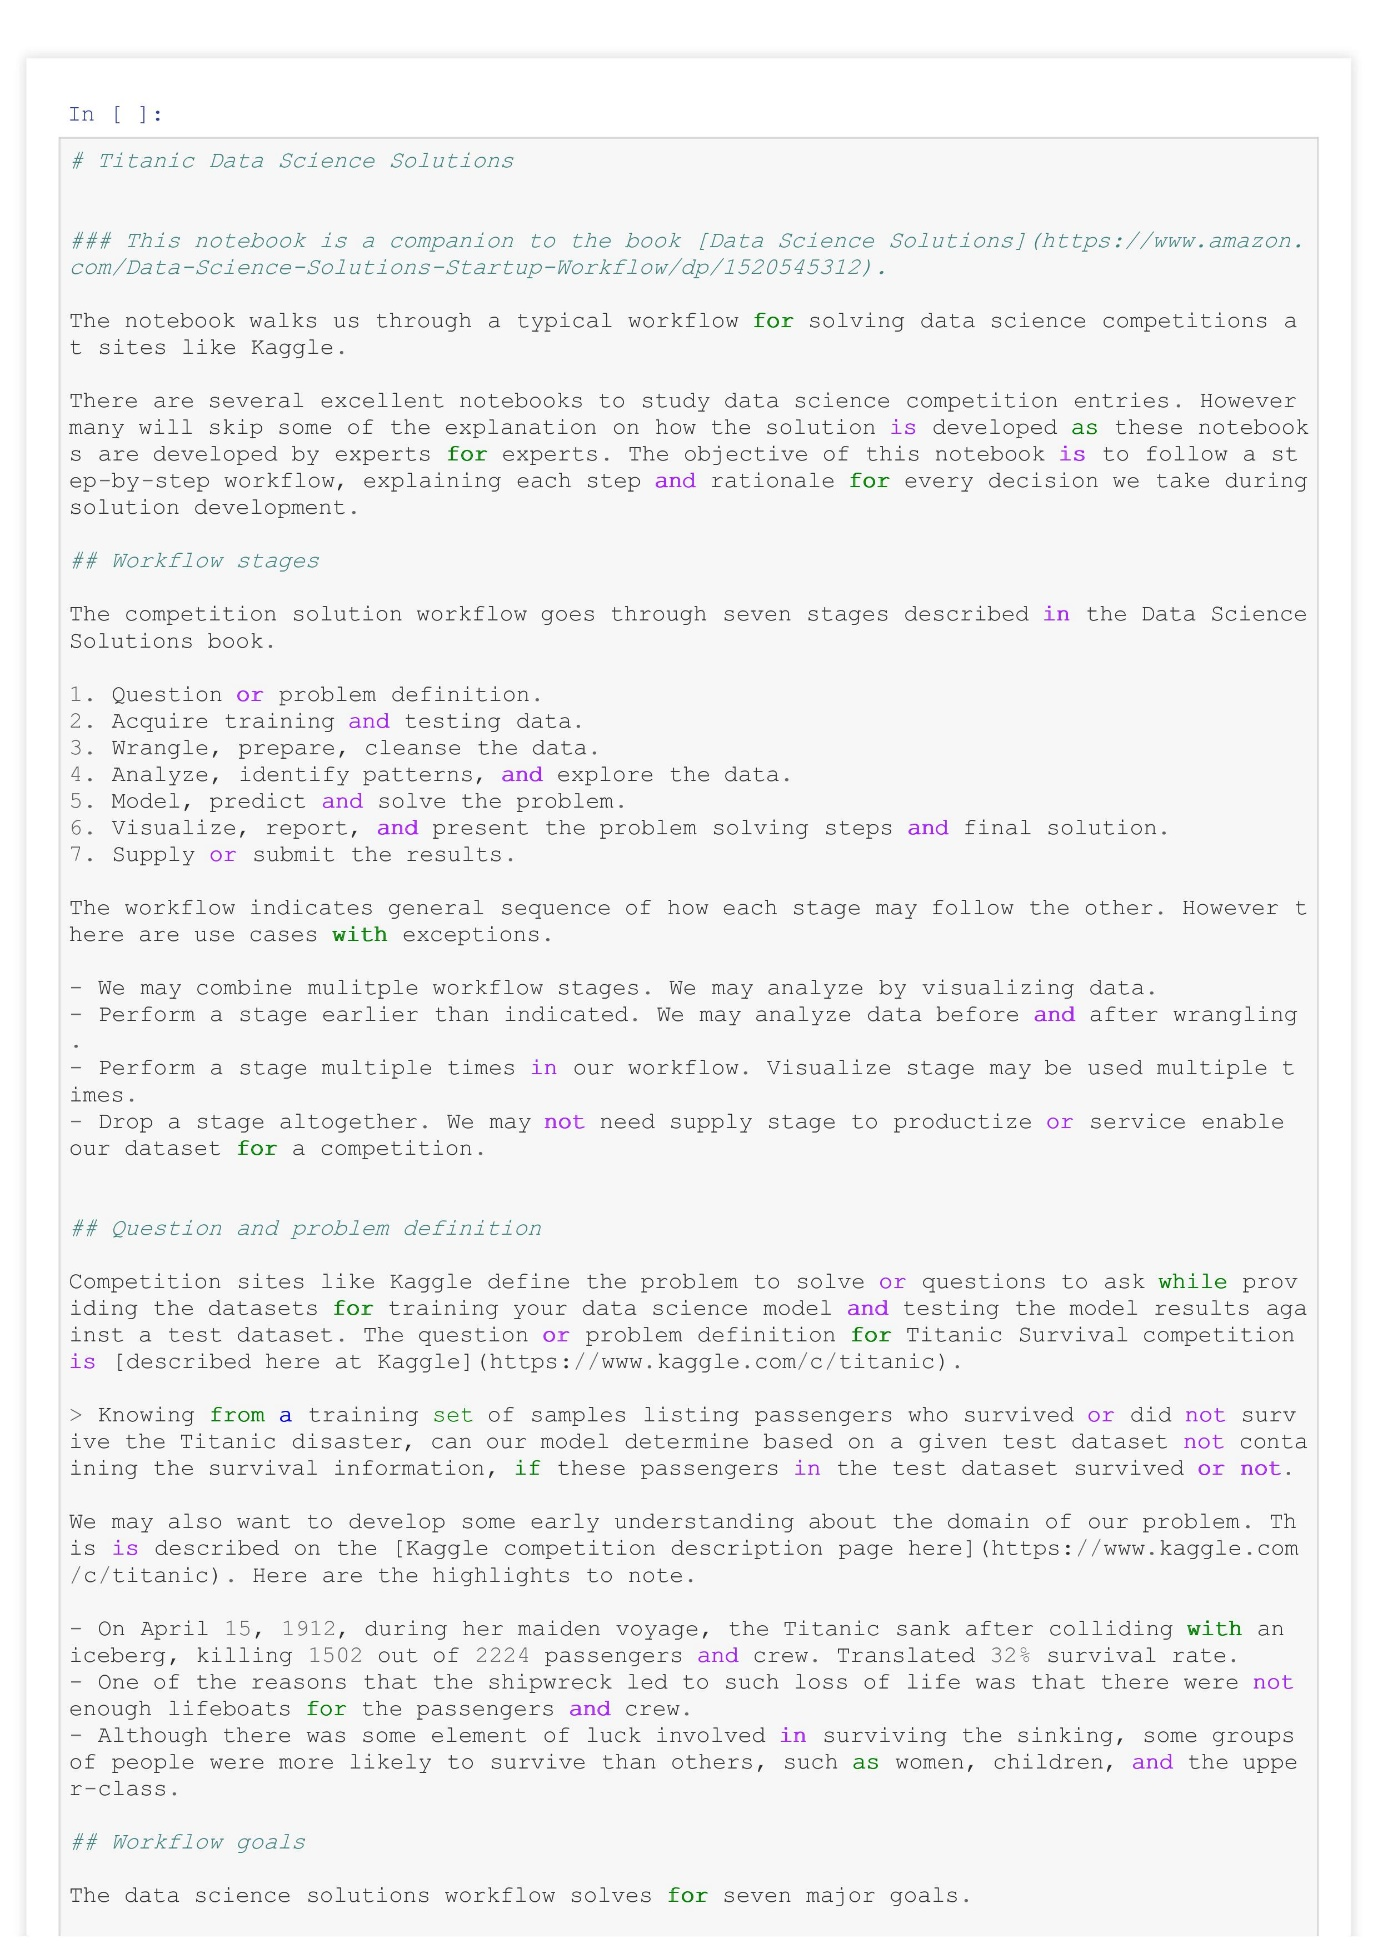 In [ ]:
# Titanic Data Science Solutions
### This notebook is a companion to the book [Data Science Solutions](https://www.amazon.
com/Data-Science-Solutions-Startup-Workflow/dp/1520545312).
The notebook walks us through a typical workflow for solving data science competitions a
t sites like Kaggle.
There are several excellent notebooks to study data science competition entries. However
many will skip some of the explanation on how the solution is developed as these notebook
s are developed by experts for experts. The objective of this notebook is to follow a st
ep-by-step workflow, explaining each step and rationale for every decision we take during
solution development.
## Workflow stages
The competition solution workflow goes through seven stages described in the Data Science
Solutions book.
1. Question or problem definition.
2. Acquire training and testing data.
3. Wrangle, prepare, cleanse the data.
4. Analyze, identify patterns, and explore the data.
5. Model, predict and solve the problem.
6. Visualize, report, and present the problem solving steps and final solution.
7. Supply or submit the results.
The workflow indicates general sequence of how each stage may follow the other. However t
here are use cases with exceptions.
- We may combine mulitple workflow stages. We may analyze by visualizing data.
- Perform a stage earlier than indicated. We may analyze data before and after wrangling
.
- Perform a stage multiple times in our workflow. Visualize stage may be used multiple t
imes.
- Drop a stage altogether. We may not need supply stage to productize or service enable
our dataset for a competition.
## Question and problem definition
Competition sites like Kaggle define the problem to solve or questions to ask while prov
iding the datasets for training your data science model and testing the model results aga
inst a test dataset. The question or problem definition for Titanic Survival competition
is [described here at Kaggle](https://www.kaggle.com/c/titanic).
> Knowing from a training set of samples listing passengers who survived or did not surv
ive the Titanic disaster, can our model determine based on a given test dataset not conta
ining the survival information, if these passengers in the test dataset survived or not.
We may also want to develop some early understanding about the domain of our problem. Th
is is described on the [Kaggle competition description page here](https://www.kaggle.com
/c/titanic). Here are the highlights to note.
- On April 15, 1912, during her maiden voyage, the Titanic sank after colliding with an
iceberg, killing 1502 out of 2224 passengers and crew. Translated 32% survival rate.
- One of the reasons that the shipwreck led to such loss of life was that there were not
enough lifeboats for the passengers and crew.
- Although there was some element of luck involved in surviving the sinking, some groups
of people were more likely to survive than others, such as women, children, and the uppe
r-class.
## Workflow goals
The data science solutions workflow solves for seven major goals.